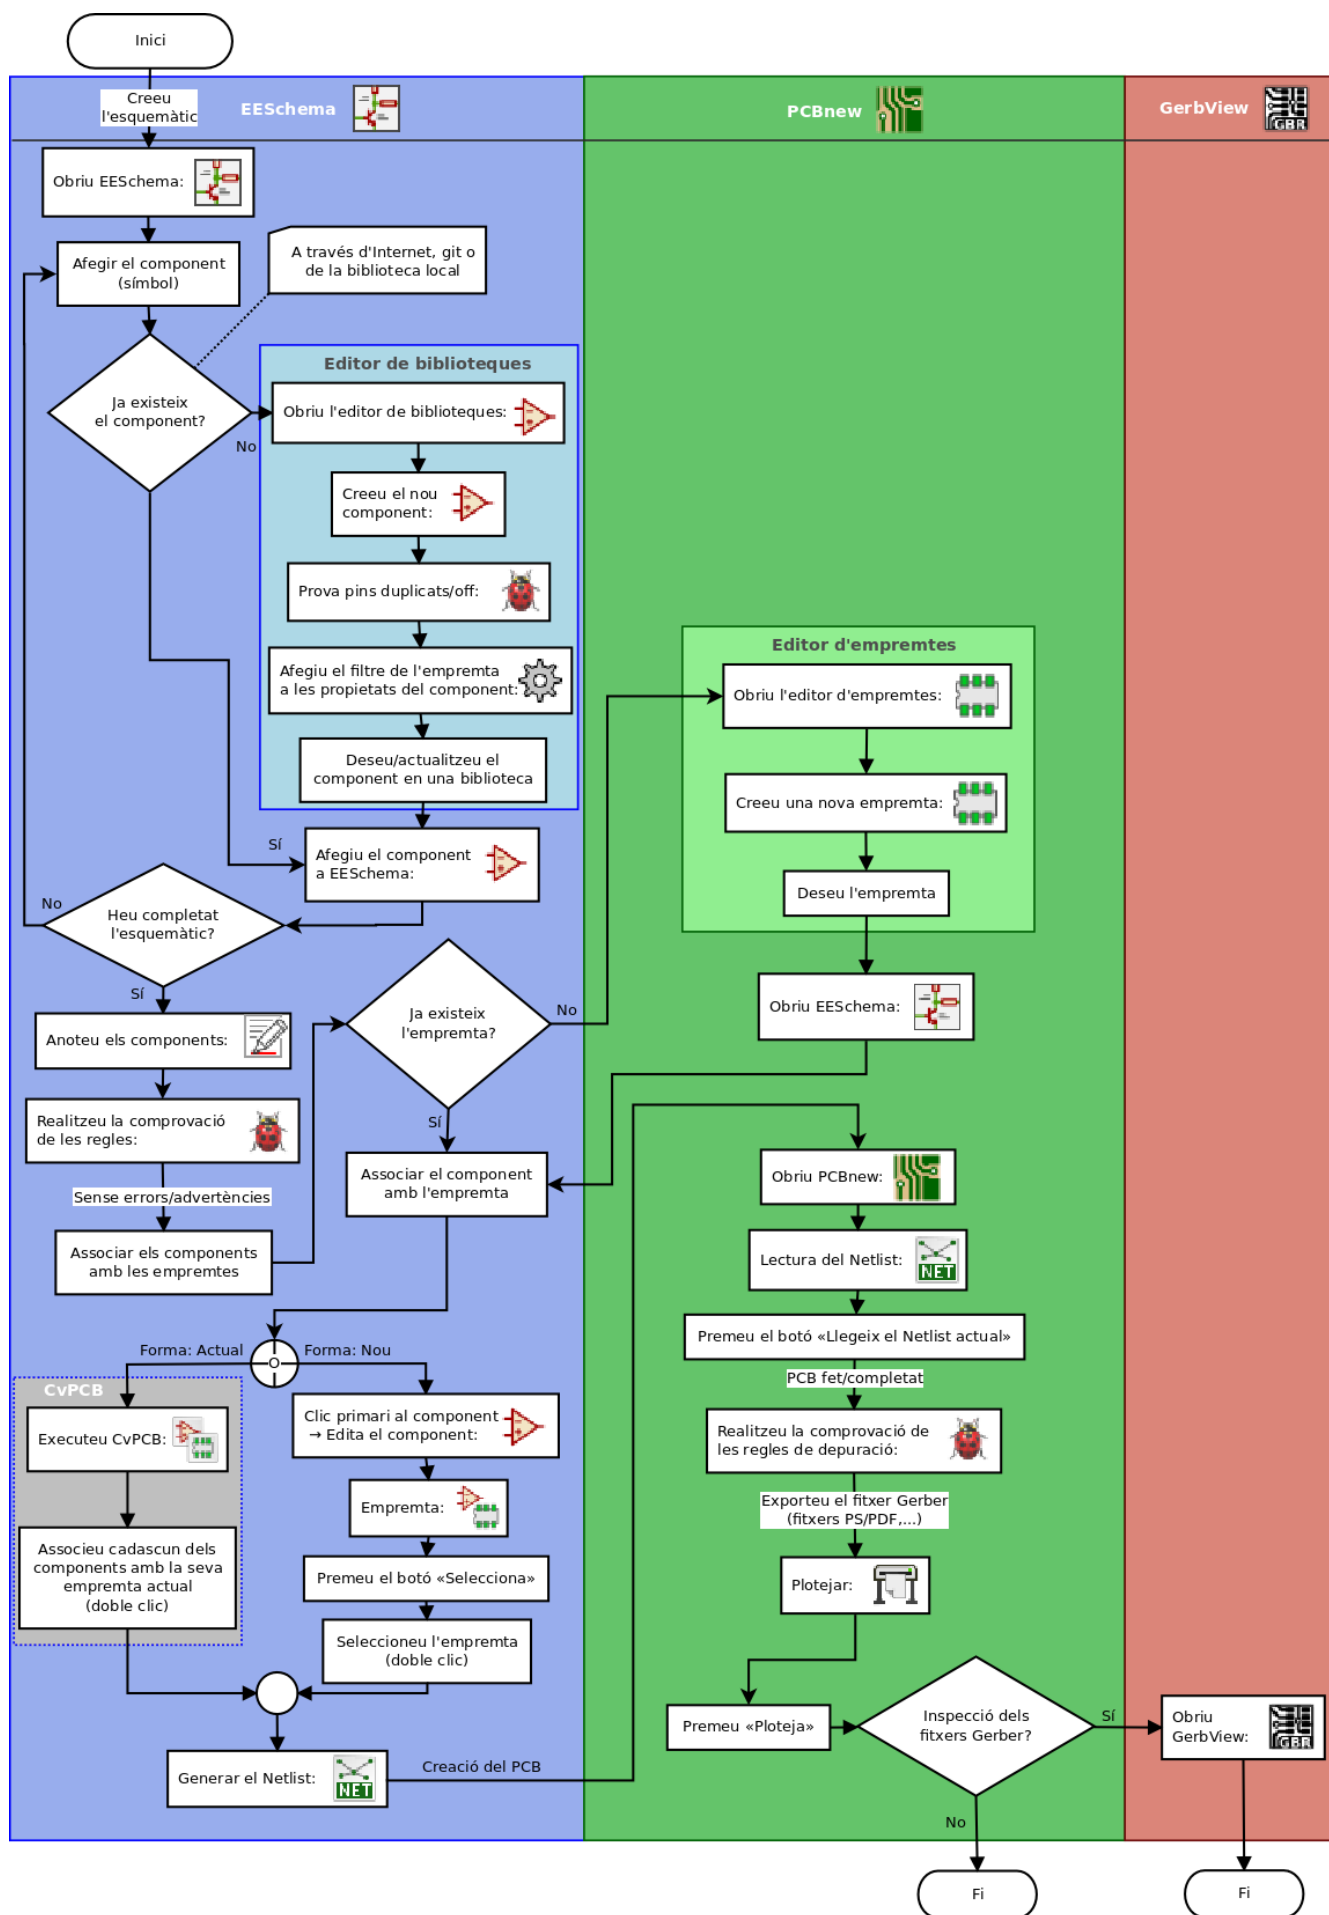 Inici
Creeu
l'esquemàtic
EESchema
PCBnew
GerbView
GBR
Obriu EESchema:
Afegir el component
(símbol)
A través d'Internet, git o
de la biblioteca local
Ja existeix
el component?
No
Editor de biblioteques
Obriu l'editor de biblioteques:
Creeu el nou
component:
Prova pins duplicats/off:
Afegiu el filtre de l'empremta
a les propietats del component:
Deseu/actualitzeu el
component en una biblioteca
Sí
Afegiu el component
a EESchema:
Heu completat
l'esquemàtic?
No
Sí
Anoteu els components:
Realitzeu la comprovació
de les regles:
Sense errors/advertències
Associar els components
amb les empremtes
Ja existeix
l'empremta?
No
Sí
Editor d'empremtes
Obriu l'editor d'empremtes:
Creeu una nova empremta:
Deseu l'empremta
Obriu EESchema:
Associar el component
amb l'empremta
Forma: Actual
O
Forma: Nou
CvPCB
Executeu CvPCB:
Associeu cadascun dels
components amb la seva
empremta actual
(doble clic)
Clic primari al component
→ Edita el component:
Empremta:
Premeu el botó «Selecciona»
Seleccioneu l'empremta
(doble clic)
Generar el Netlist:
NET
Creació del PCB
Obriu PCBnew:
Lectura del Netlist:
NET
Premeu el botó «Llegeix el Netlist actual»
PCB fet/completat
Realitzeu la comprovació de
les regles de depuració:
Exporteu el fitxer Gerber
(fitxers PS/PDF,...)
Plotejar:
Premeu «Ploteja»
Inspecció dels
fitxers Gerber?
Sí
No
Obriu
GerbView:
GBR
Fi
Fi